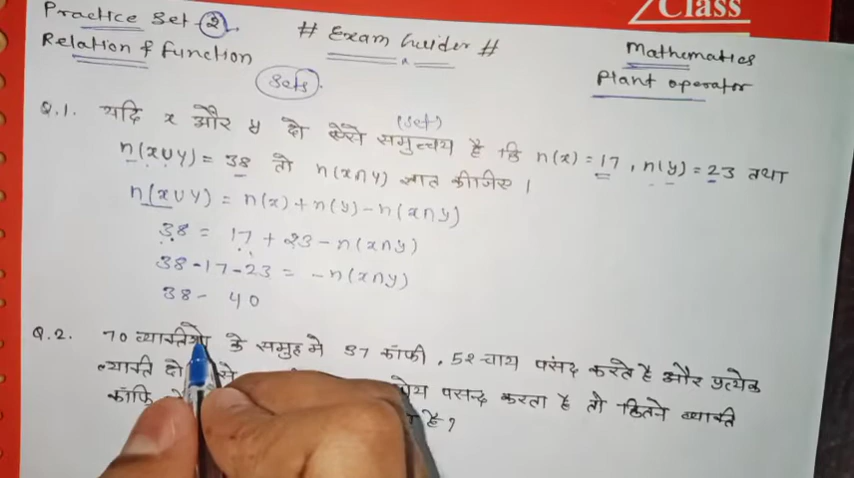 Class
Practice Set-2
# Exam Guider #
Mathematics
Relation & function
Plant operator
Sets
Q.1. यदि x और y दो ऐसे समुच्चय है कि n(x) = 17, n(y) = 23 तथा
(set)
n(x∪y) = 38 तो n(x∩y) ज्ञात कीजिए।
n(x∪y) = n(x) + n(y) - n(x∩y)
38 = 17 + 23 - n(x∩y)
38-17-23 = -n(x∩y)
38- 40
Q.2. 70 व्यक्तियो के समुह मे 37 कॉफी, 52 चाय पसंद करते है और प्रत्येक
व्यक्ति दो पेय पसन्द करता है तो कितने व्यक्ति
कॉफि है?